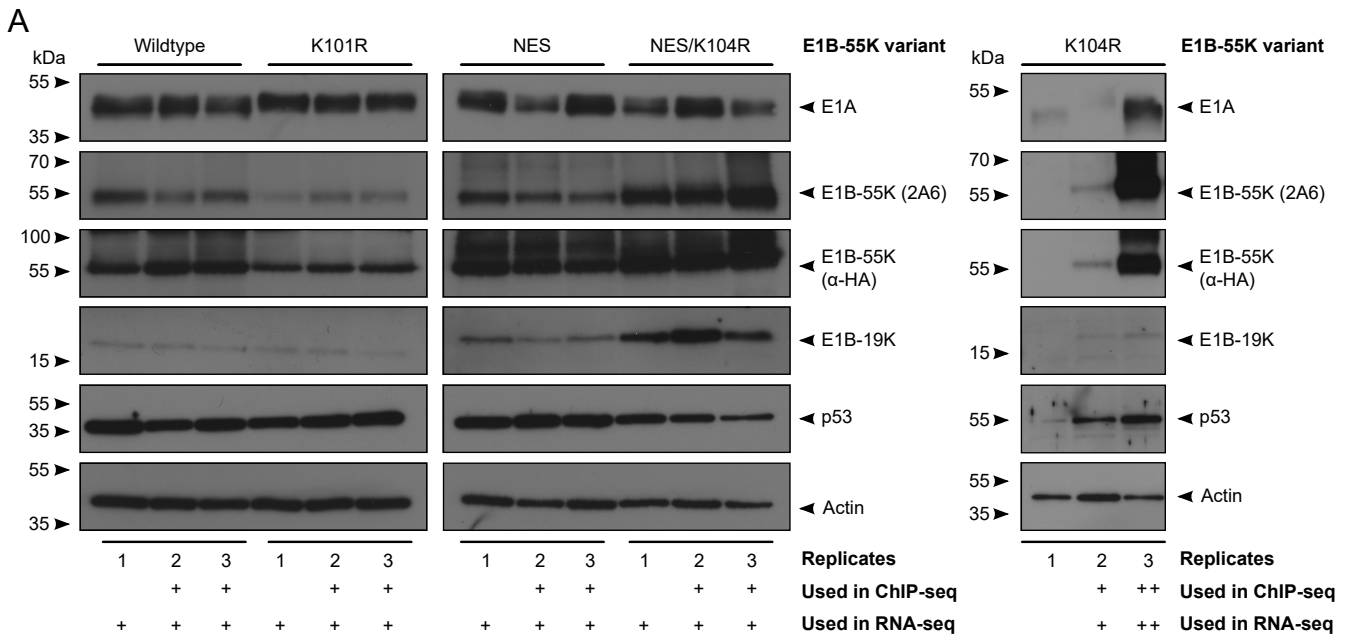 A
Wildtype K101R NES NES/K104R E1B-55K variant K104R E1B-55K variant
kDa kDa
55 E1A 55 E1A
35
70 E1B-55K (2A6) 70 E1B-55K (2A6)
55 55
100 E1B-55K E1B-55K
55 (α-HA) 55 (α-HA)
E1B-19K E1B-19K
15 15
55 p53 55 p53
35
55 Actin 55 Actin
35 35
1 2 3 1 2 3 1 2 3 1 2 3 Replicates 1 2 3 Replicates
+ + + + + + + + Used in ChIP-seq + ++ Used in ChIP-seq
+ + + + + + + + + + + + Used in RNA-seq + ++ Used in RNA-seq